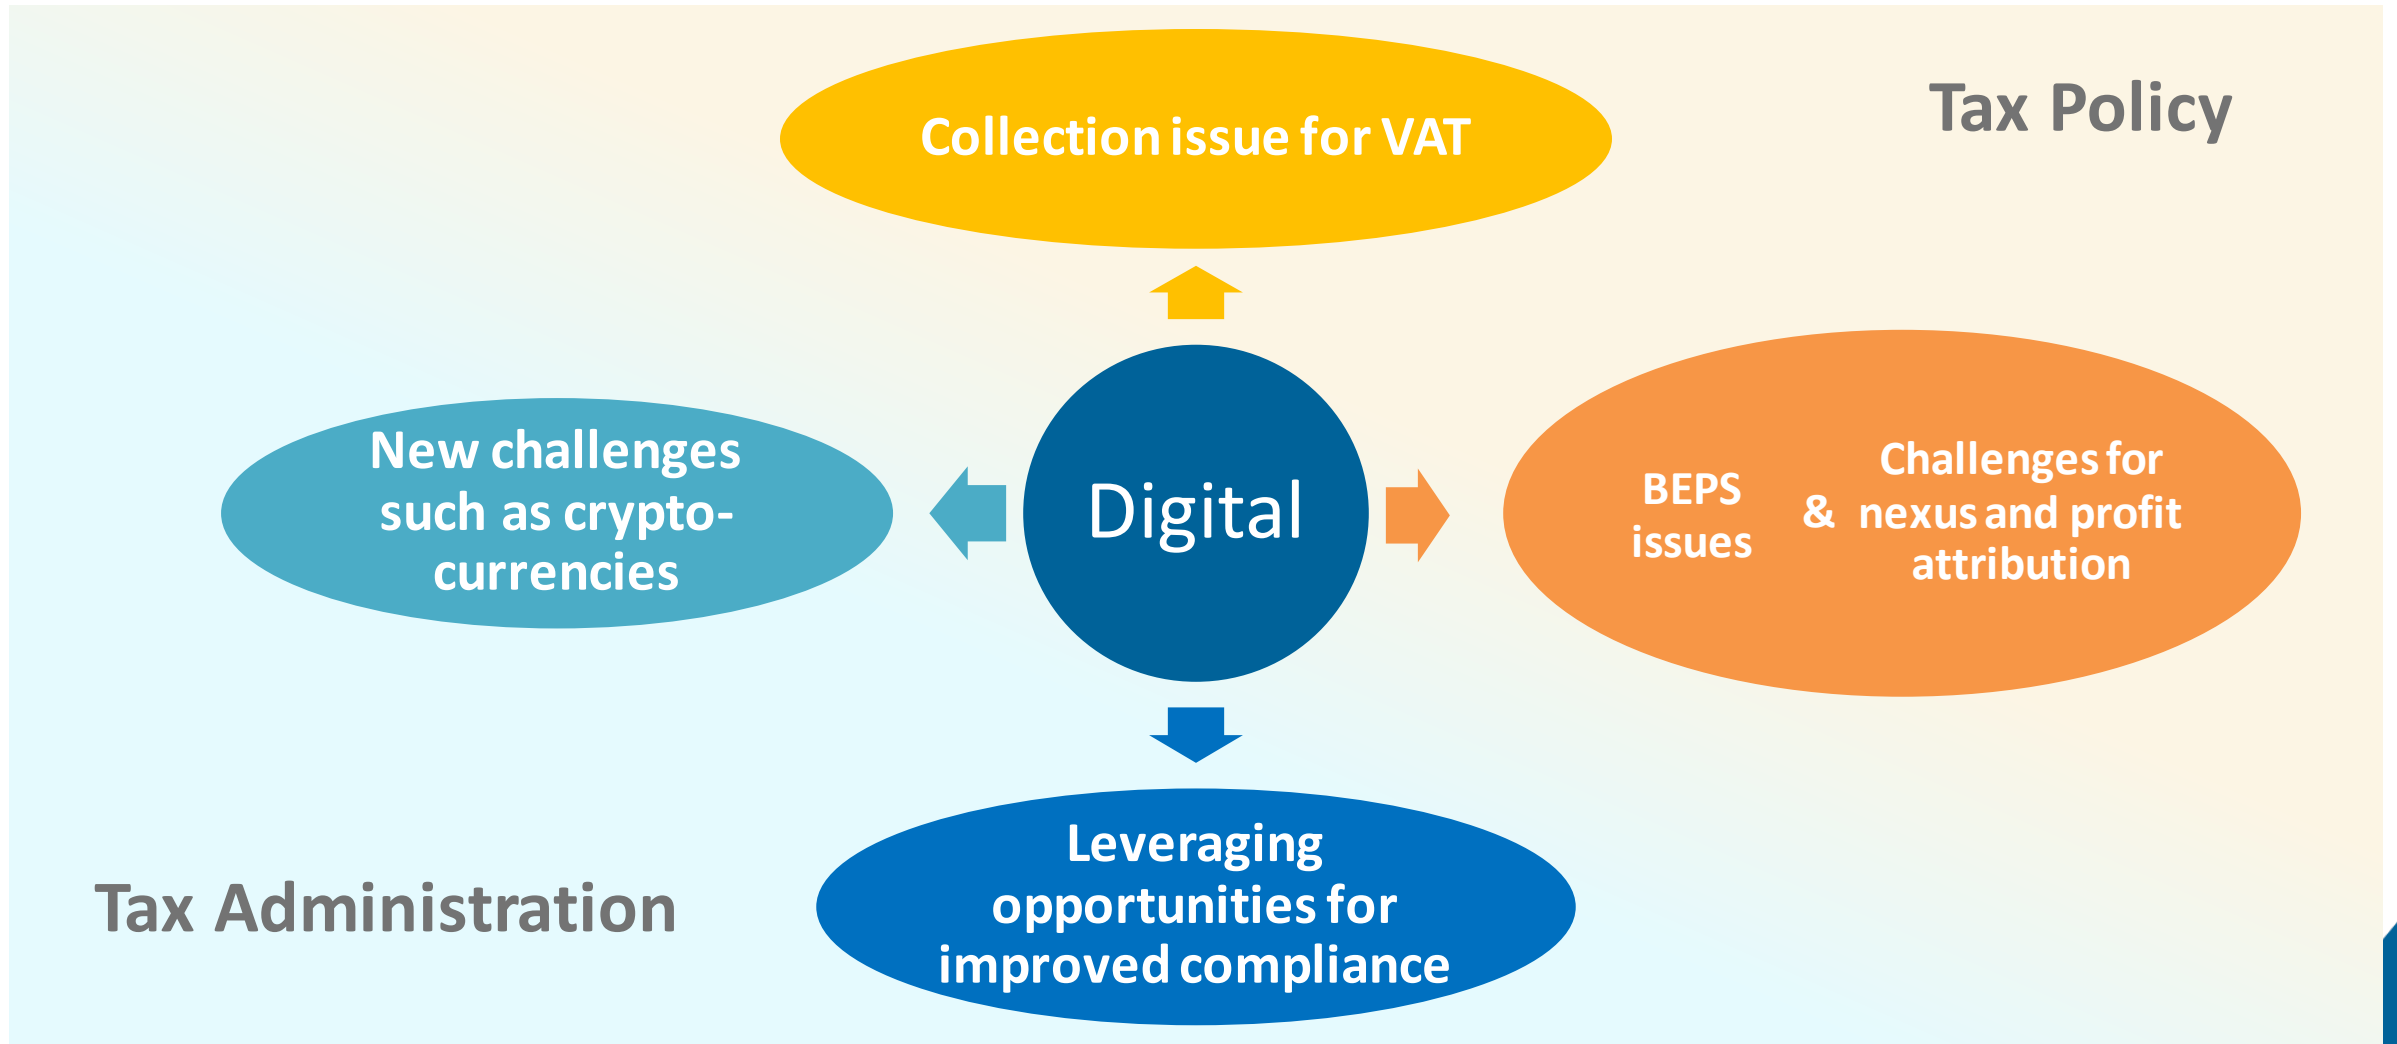 Tax Policy
Collection issue for VAT
New challenges
such as crypto-
currencies
Digital
BEPS
issues
&
Challenges for
nexus and profit
attribution
Leveraging
opportunities for
improved compliance
Tax Administration